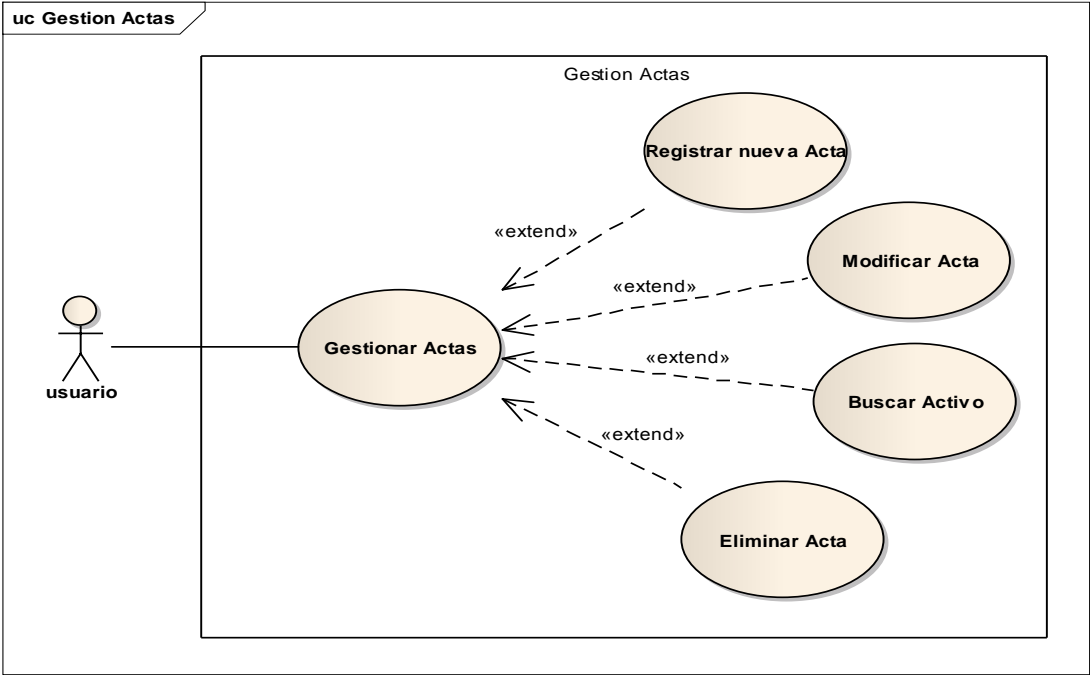 uc Gestion Actas
Gestion Actas
Registrar nueva Acta
«extend»
Modificar Acta
«extend»
Gestionar Actas
«extend»
usuario
Buscar Activo
«extend»
Eliminar Acta